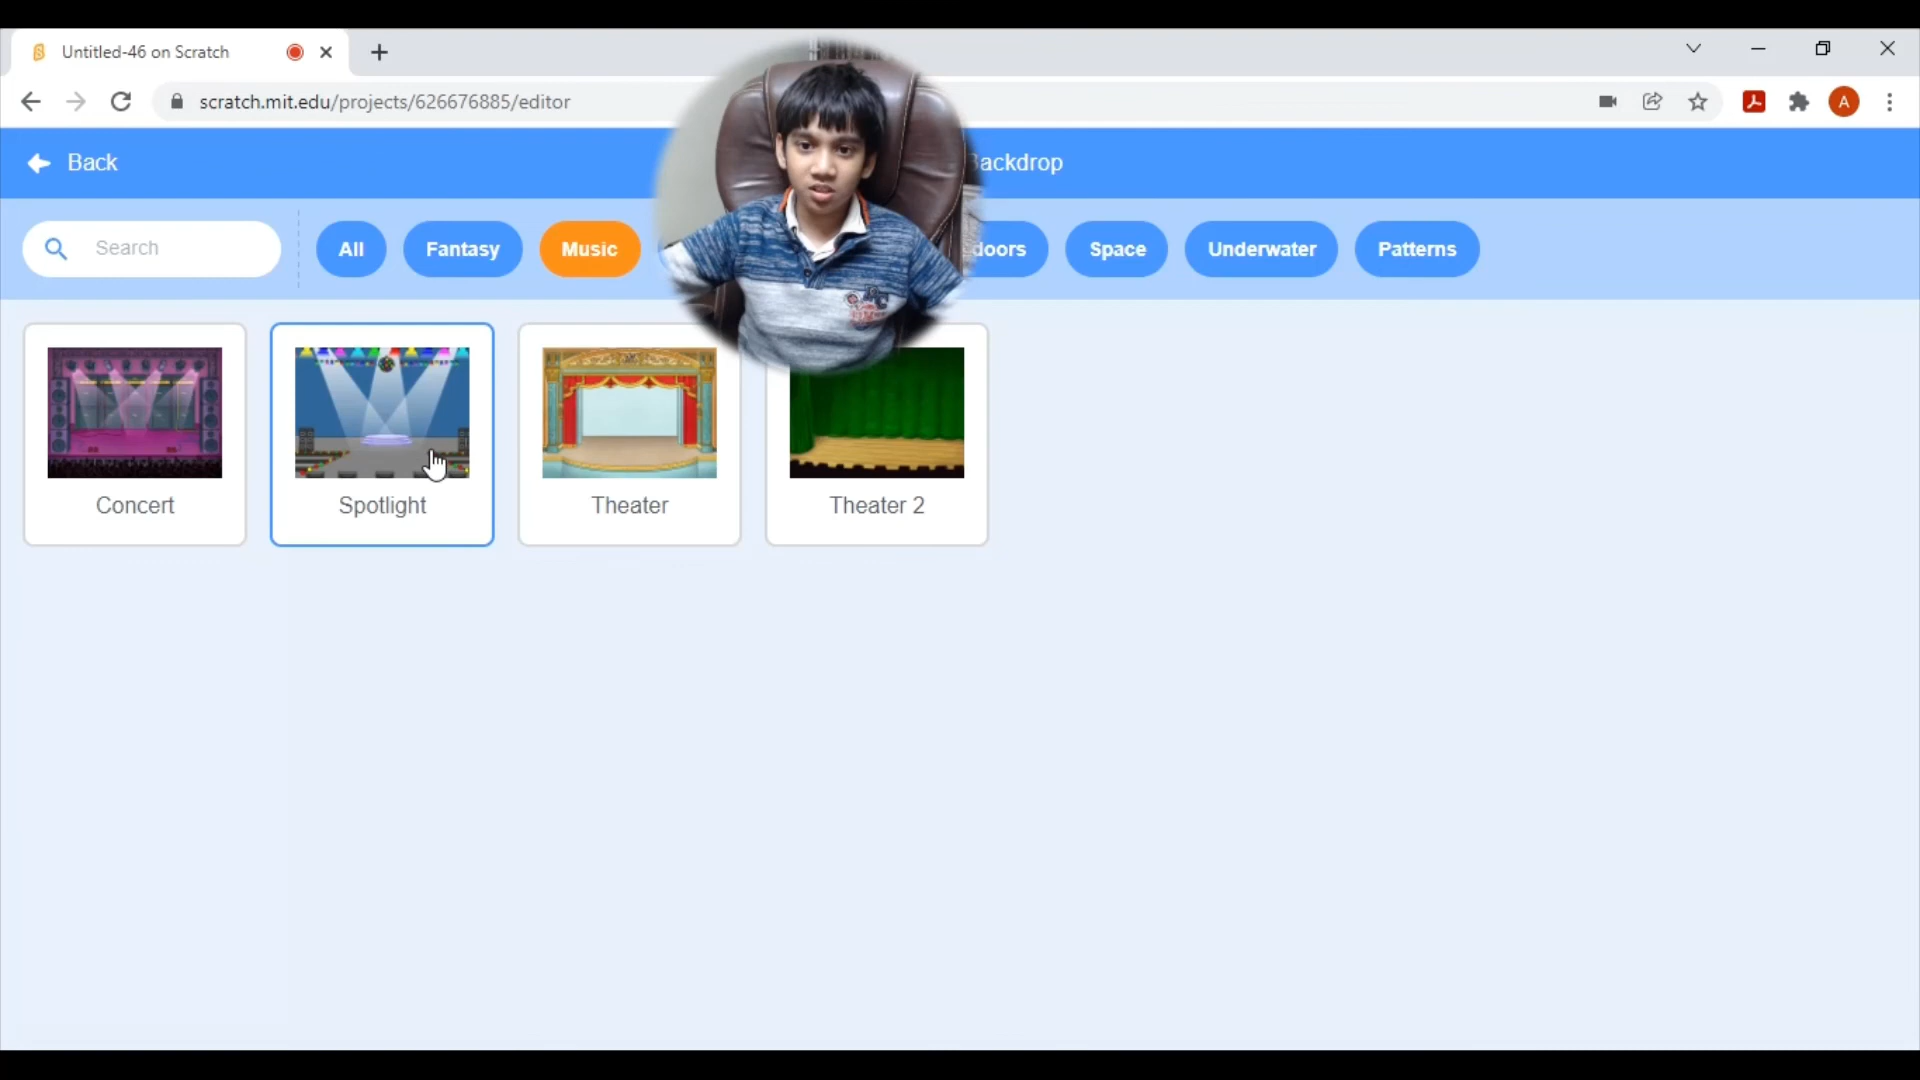 Untitled-46 on Scratch
scratch.mit.edu/projects/626676885/editor
A
Back
Backdrop
Search
All
Fantasy
Music
doors
Space
Underwater
Patterns
Concert
Spotlight
Theater
Theater 2